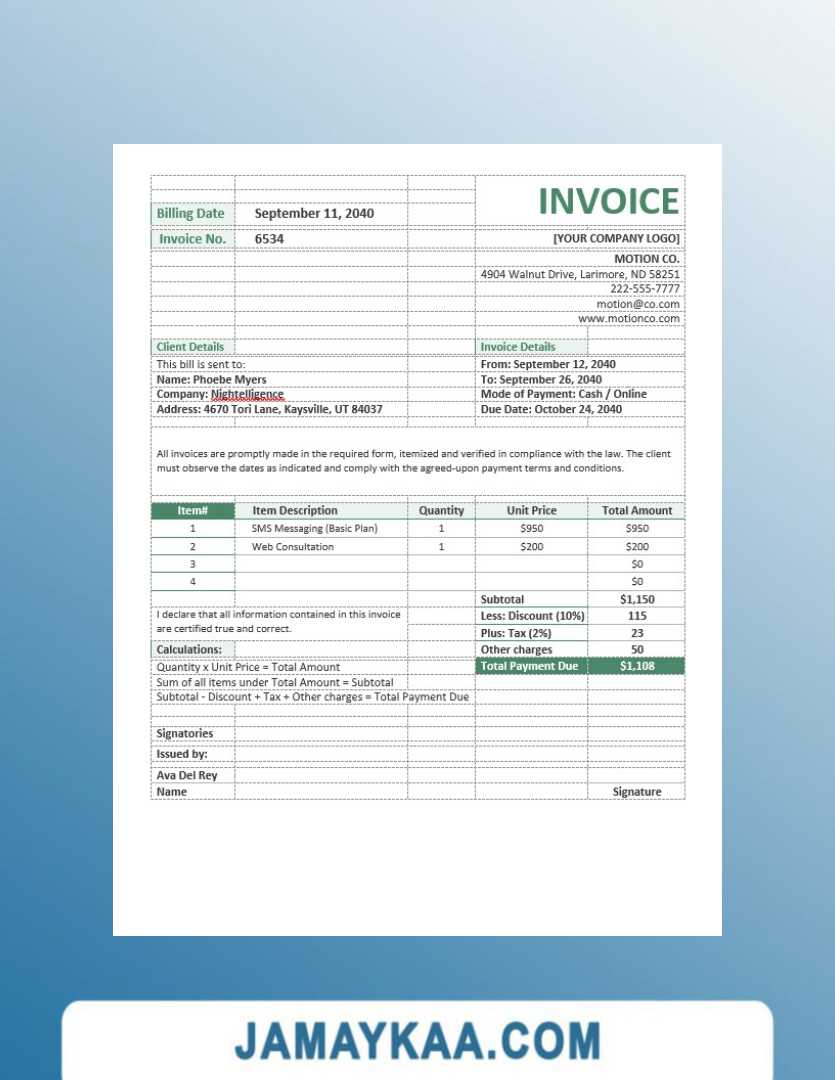 INVOICE
Billing Date September 11, 2040
Invoice No. 6534 [YOUR COMPANY LOGO]
MOTION CO.
4904 Walnut Drive, Larimore, ND 58251
222-555-7777
motion@co.com
www.motionco.com
Client Details Invoice Details
This bill is sent to: From: September 12, 2040
Name: Phoebe Myers To: September 26, 2040
Company: Nightelligence Mode of Payment: Cash / Online
Address: 4670 Tori Lane, Kaysville, UT 84037 Due Date: October 24, 2040
All invoices are promptly made in the required form, itemized and verified in compliance with the law. The client
must observe the dates as indicated and comply with the agreed-upon payment terms and conditions.
Item# Item Description Quantity Unit Price Total Amount
1 SMS Messaging (Basic Plan) 1 $950 $950
2 Web Consultation 1 $200 $200
3 $0
4 $0
Subtotal $1,150
I declare that all information contained in this invoice
are certified true and correct.
Less: Discount (10%) 115
Plus: Tax (2%) 23
Calculations: Other charges 50
Quantity x Unit Price = Total Amount Total Payment Due $1,108
Sum of all items under Total Amount = Subtotal
Subtotal - Discount + Tax + Other charges = Total Payment Due
Signatories
Issued by:
Ava Del Rey
Name Signature
JAMAYKAA.COM